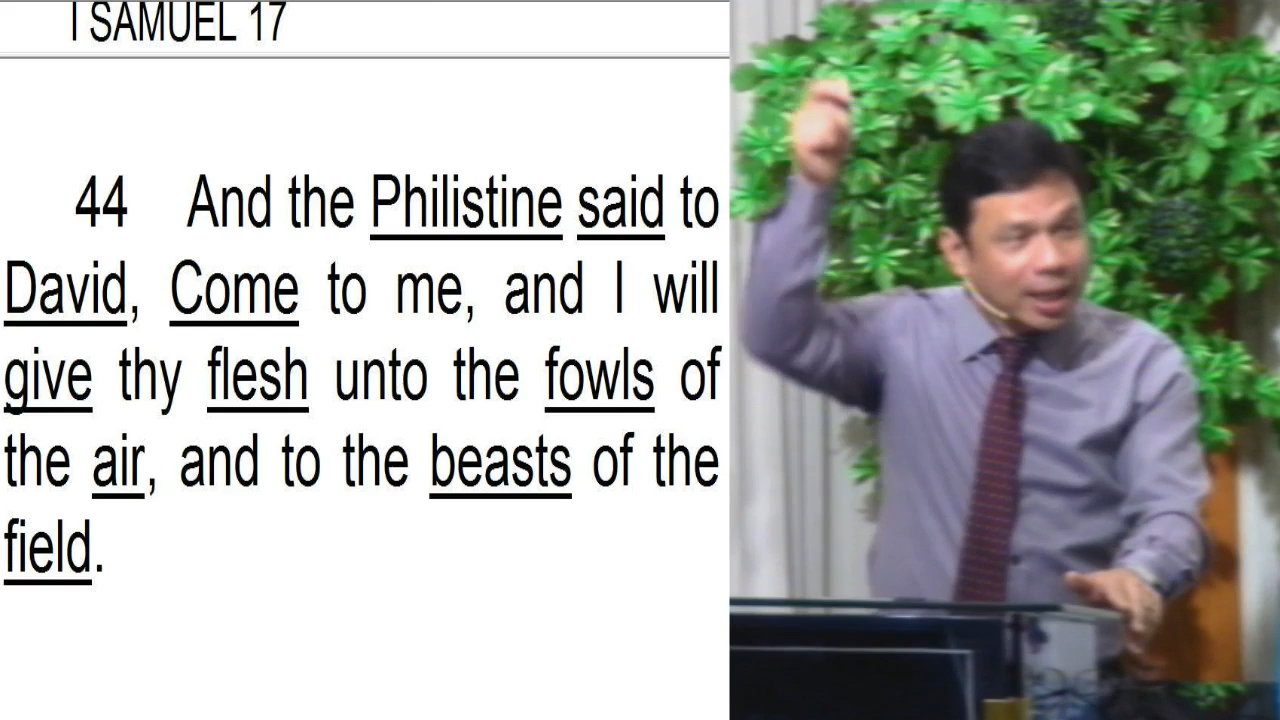 I SAMUEL 17
44 And the Philistine said to
David, Come to me, and I will
give thy flesh unto the fowls of
the air, and to the beasts of the
field.